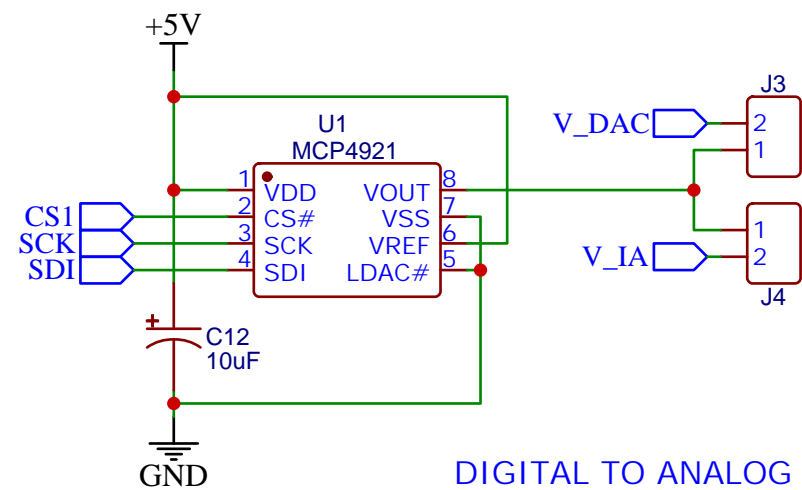 +5V
U1
MCP4921
1 VDD VOUT 8
2 CS# VSS 7
3 SCK VREF 6
4 SDI LDAC# 5
CS1
SCK
SDI
+
C12
10uF
GND
J3
V_DAC 2
1
1
V_IA 2
J4
DIGITAL TO ANALOG